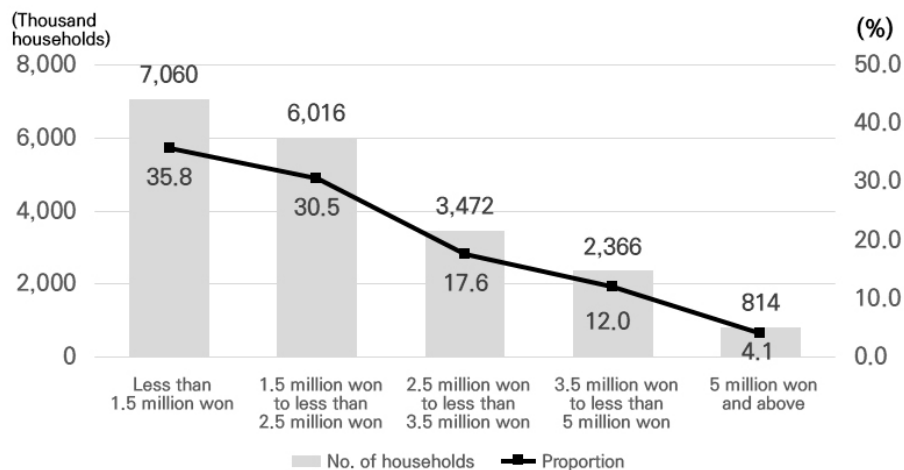 (Thousand
households)
(%)
8,000
6,000
4,000
2,000
0
50.0
40.0
30.0
20.0
10.0
0.0
7,060
6,016
3,472
2,366
814
35.8
30.5
17.6
12.0
4.1
Less than
1.5 million won
1.5 million won
to less than
2.5 million won
2.5 million won
to less than
3.5 million won
3.5 million won
to less than
5 million won
5 million won
and above
No. of households
Proportion